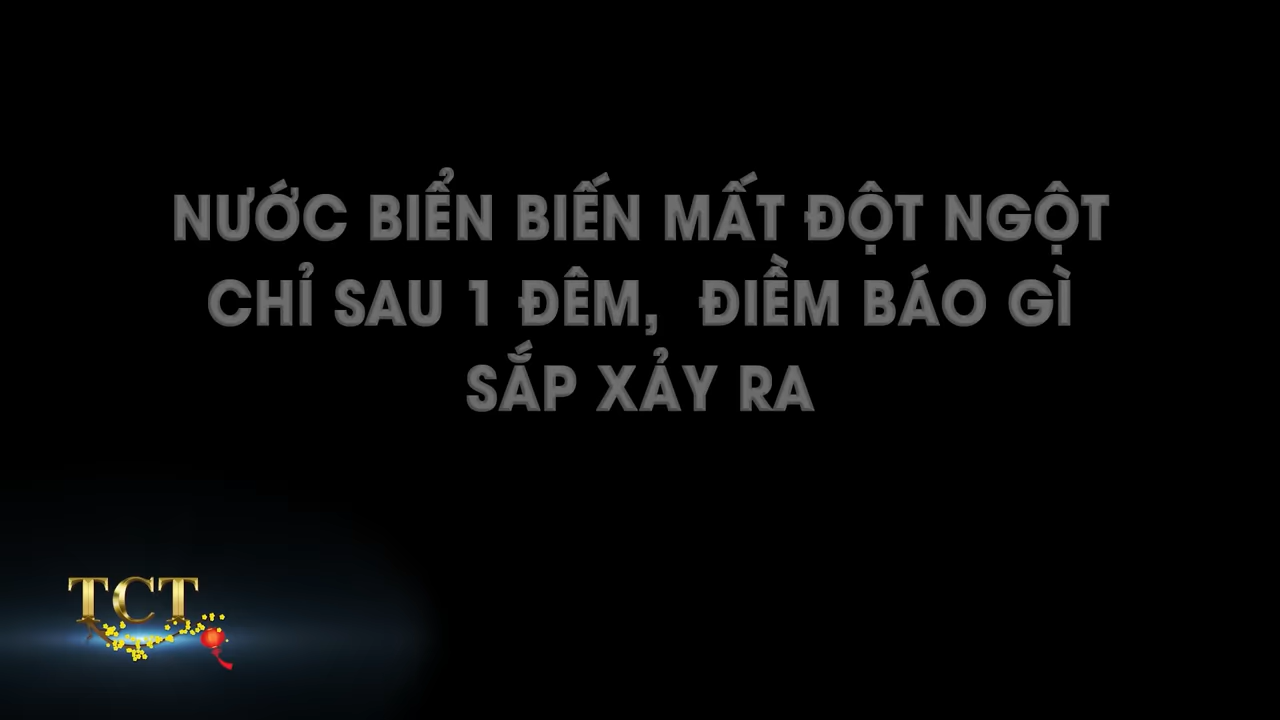 NƯỚC BIỂN BIẾN MẤT ĐỘT NGỘT
CHỈ SAU 1 ĐÊM, ĐIỀM BÁO GÌ
SẮP XẢY RA
TCT